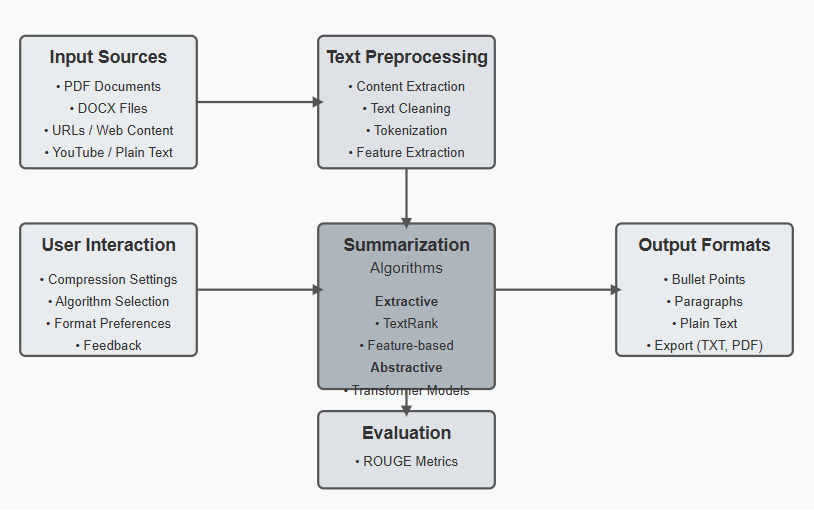 Input Sources
• PDF Documents
• DOCX Files
• URLs / Web Content
• YouTube / Plain Text
Text Preprocessing
• Content Extraction
• Text Cleaning
• Tokenization
• Feature Extraction
User Interaction
• Compression Settings
• Algorithm Selection
• Format Preferences
• Feedback
Summarization
Algorithms
Extractive
• TextRank
• Feature-based
Abstractive
• Transformer Models
Output Formats
• Bullet Points
• Paragraphs
• Plain Text
• Export (TXT, PDF)
Evaluation
• ROUGE Metrics